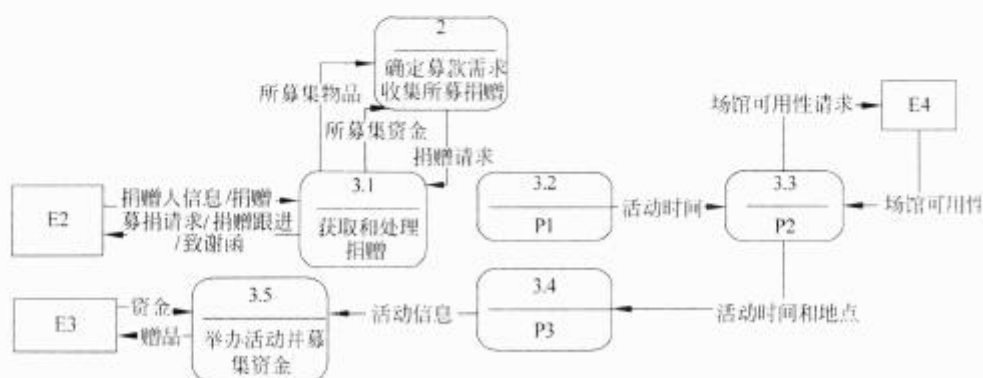 2
确定募款需求
收集所募捐赠
所募集物品
所募集资金
捐赠请求
场馆可用性请求
E4
E2
捐赠人信息/捐赠
募捐请求/捐赠跟进
/致谢函
3.1
获取和处理
捐赠
3.2
P1
活动时间
3.3
P2
场馆可用性
E3
资金
赠品
3.5
举办活动并募
集资金
活动信息
3.4
P3
活动时间和地点